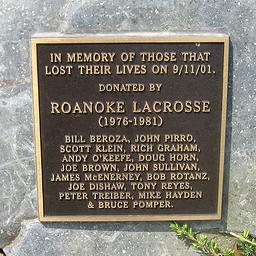 IN MEMORY OF THOSE THAT
LOST THEIR LIVES ON 9/11/01.
DONATED BY
ROANOKE LACROSSE
(1976-1981)
BILL BEROZA, JOHN PIRRO,
SCOTT KLEIN, RICH GRAHAM,
ANDY O'KEEFE, DOUG HORN,
JOE BROWN, JOHN SULLIVAN,
JAMES McENERNEY, BOB ROTANZ,
JOE DISHAW, TONY REYES,
PETER TREIBER, MIKE HAYDEN
& BRUCE POMPER.